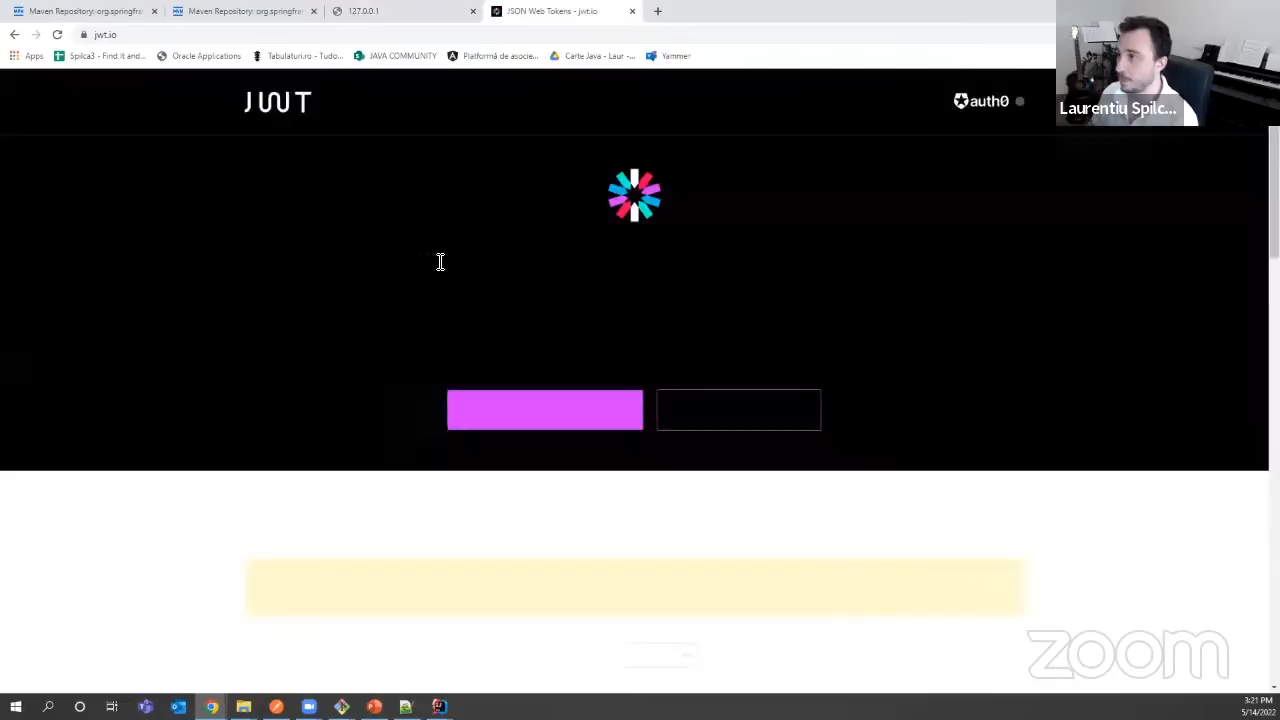 Maven Repository: org.springfra
Maven Repository: org.springfra
127.0.0.1
JSON Web Tokens - jwt.io
jwt.io
Apps
Spilca3 - Find It and...
Oracle Applications
Tabulaturi.ro - Tudo...
JAVA COMMUNITY
Platformă de asocie...
Carte Java - Laur -...
Yammer
JWT
auth0
Laurentiu Spilc...
zoom
3:21 PM
5/14/2022